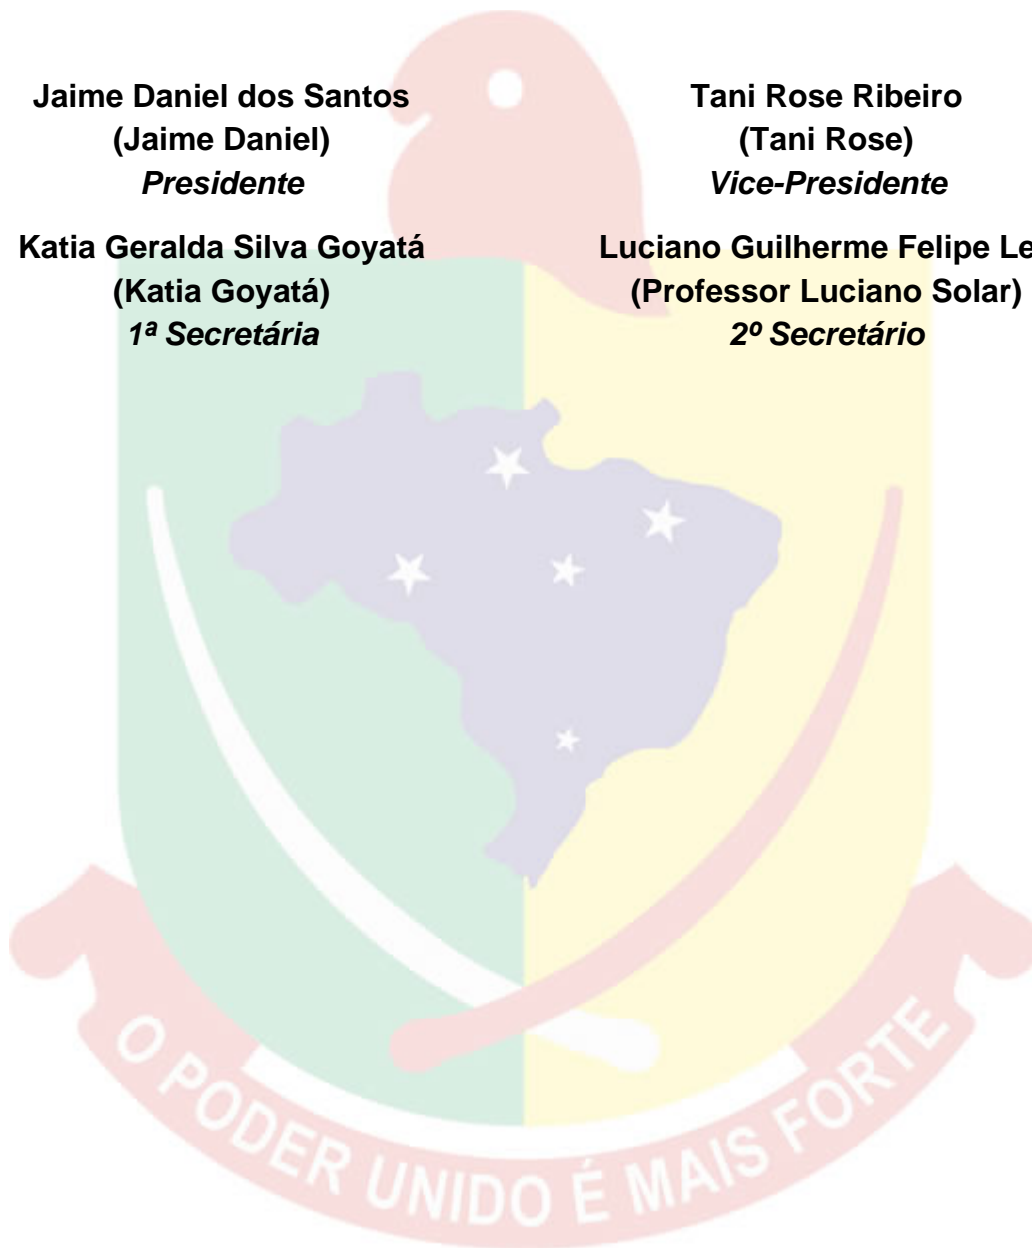 Jaime Daniel dos Santos
(Jaime Daniel)
Presidente
Tani Rose Ribeiro
(Tani Rose)
Vice-Presidente
Katia Geralda Silva Goyatá
(Katia Goyatá)
1ª Secretária
Luciano Guilherme Felipe Le
(Professor Luciano Solar)
2º Secretário
O PODER UNIDO É MAIS FORTE